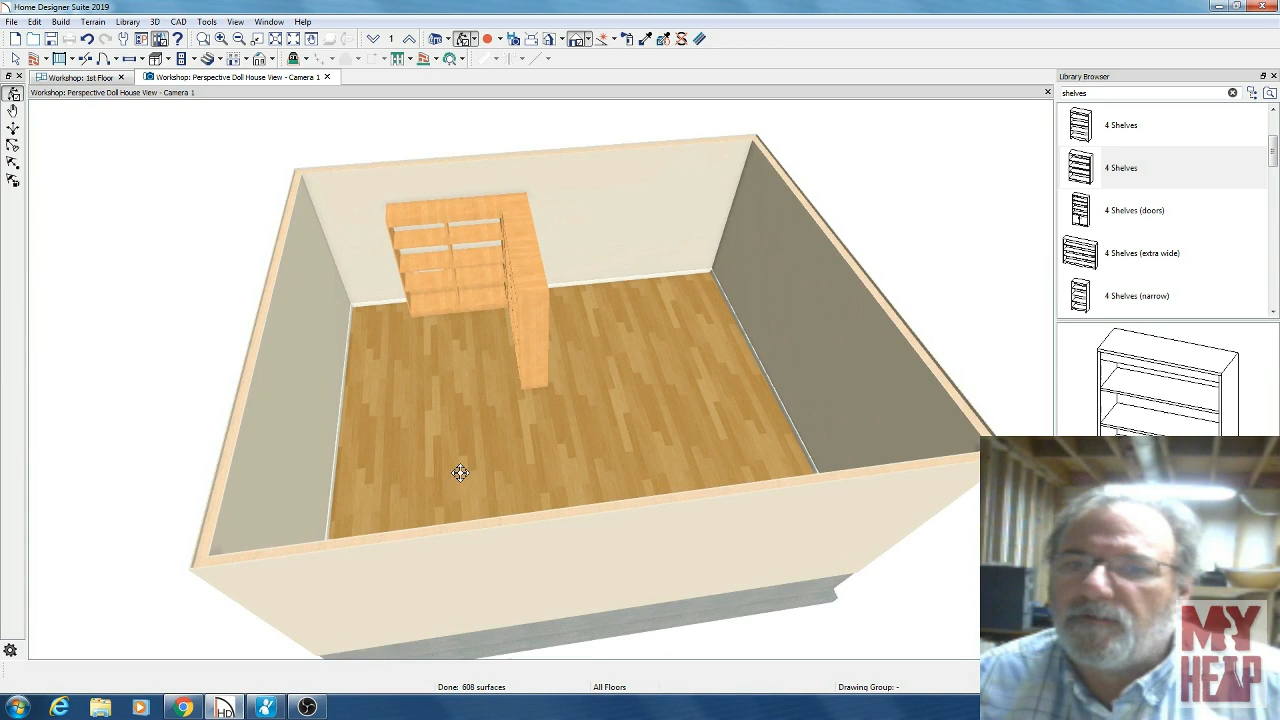 Home Designer Suite 2019
File Edit Build Terrain Library 3D CAD Tools View Window Help
1
Workshop: 1st Floor
Workshop: Perspective Doll House View - Camera 1
Workshop: Perspective Doll House View - Camera 1
Library Browser
shelves
4 Shelves
4 Shelves
4 Shelves (doors)
4 Shelves (extra wide)
4 Shelves (narrow)
Done: 608 surfaces
All Floors
Drawing Group: -
HD
MY
HEAP